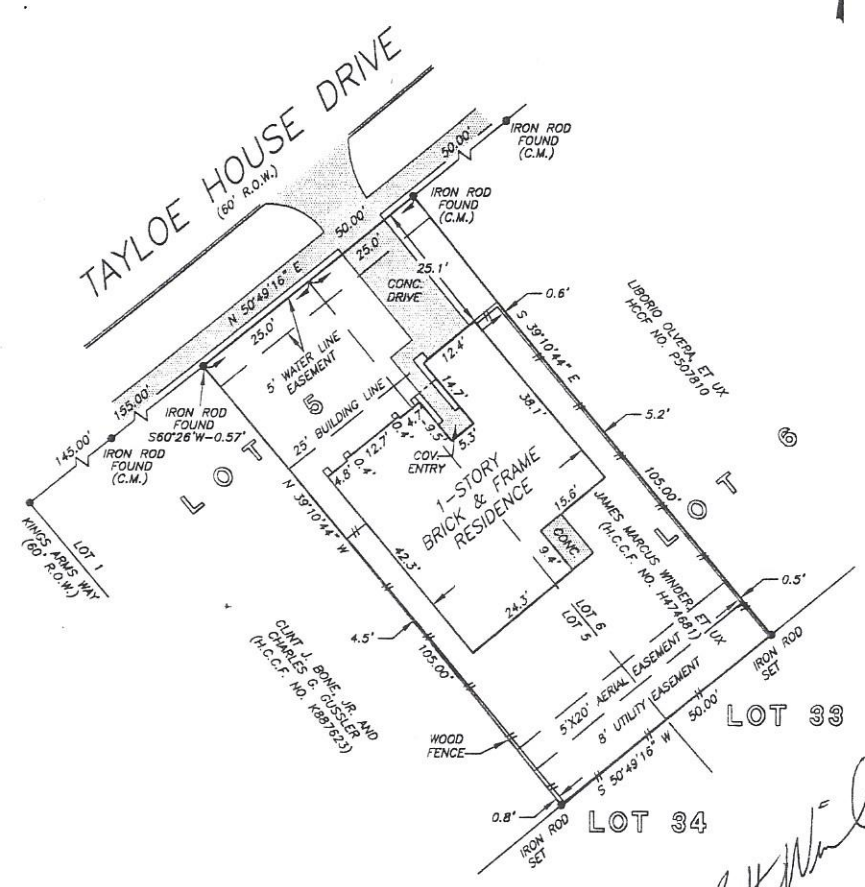 TAYLOE HOUSE DRIVE
(60' R.O.W.)
IRON ROD
FOUND
(C.M.)
50.00'
IRON ROD
FOUND
(C.M.)
50.00'
25.0'
N 50°49'16" E
25.0'
25.1'
CONC.
DRIVE
0.6'
LIBORIO OLVERA, ET UX
HCCF NO. P507810
S 39°10'44" E
5' WATER LINE
EASEMENT
12.4'
14.7'
38.1'
5.2'
155.00'
IRON ROD
FOUND
S60°26'W-0.57'
145.00'
IRON ROD
FOUND
(C.M.)
5
25' BUILDING LINE
LOT
4.7'
9.5'
0.4'
12.7'
0.4'
4.8'
5.3'
COV.
ENTRY
105.00'
LOT 6
N 39°10'44" W
1-STORY
BRICK & FRAME
RESIDENCE
15.6'
CONC.
9.4'
JAMES MARCUS WINDER, ET UX
(H.C.C.F. NO. H474681)
LOT 1
KINGS ARMS WAY
(60' R.O.W.)
42.3'
24.3'
0.5'
LOT 6
LOT 5
CLINT J. BONE, JR. AND
CHARLES G. GUSSLER
(H.C.C.F. NO. K887623)
4.5'
105.00'
5'X20' AERIAL EASEMENT
8' UTILITY EASEMENT
IRON ROD
SET
50.00'
LOT 33
WOOD
FENCE
S 50°49'16" W
0.8'
LOT 34
IRON ROD
SET